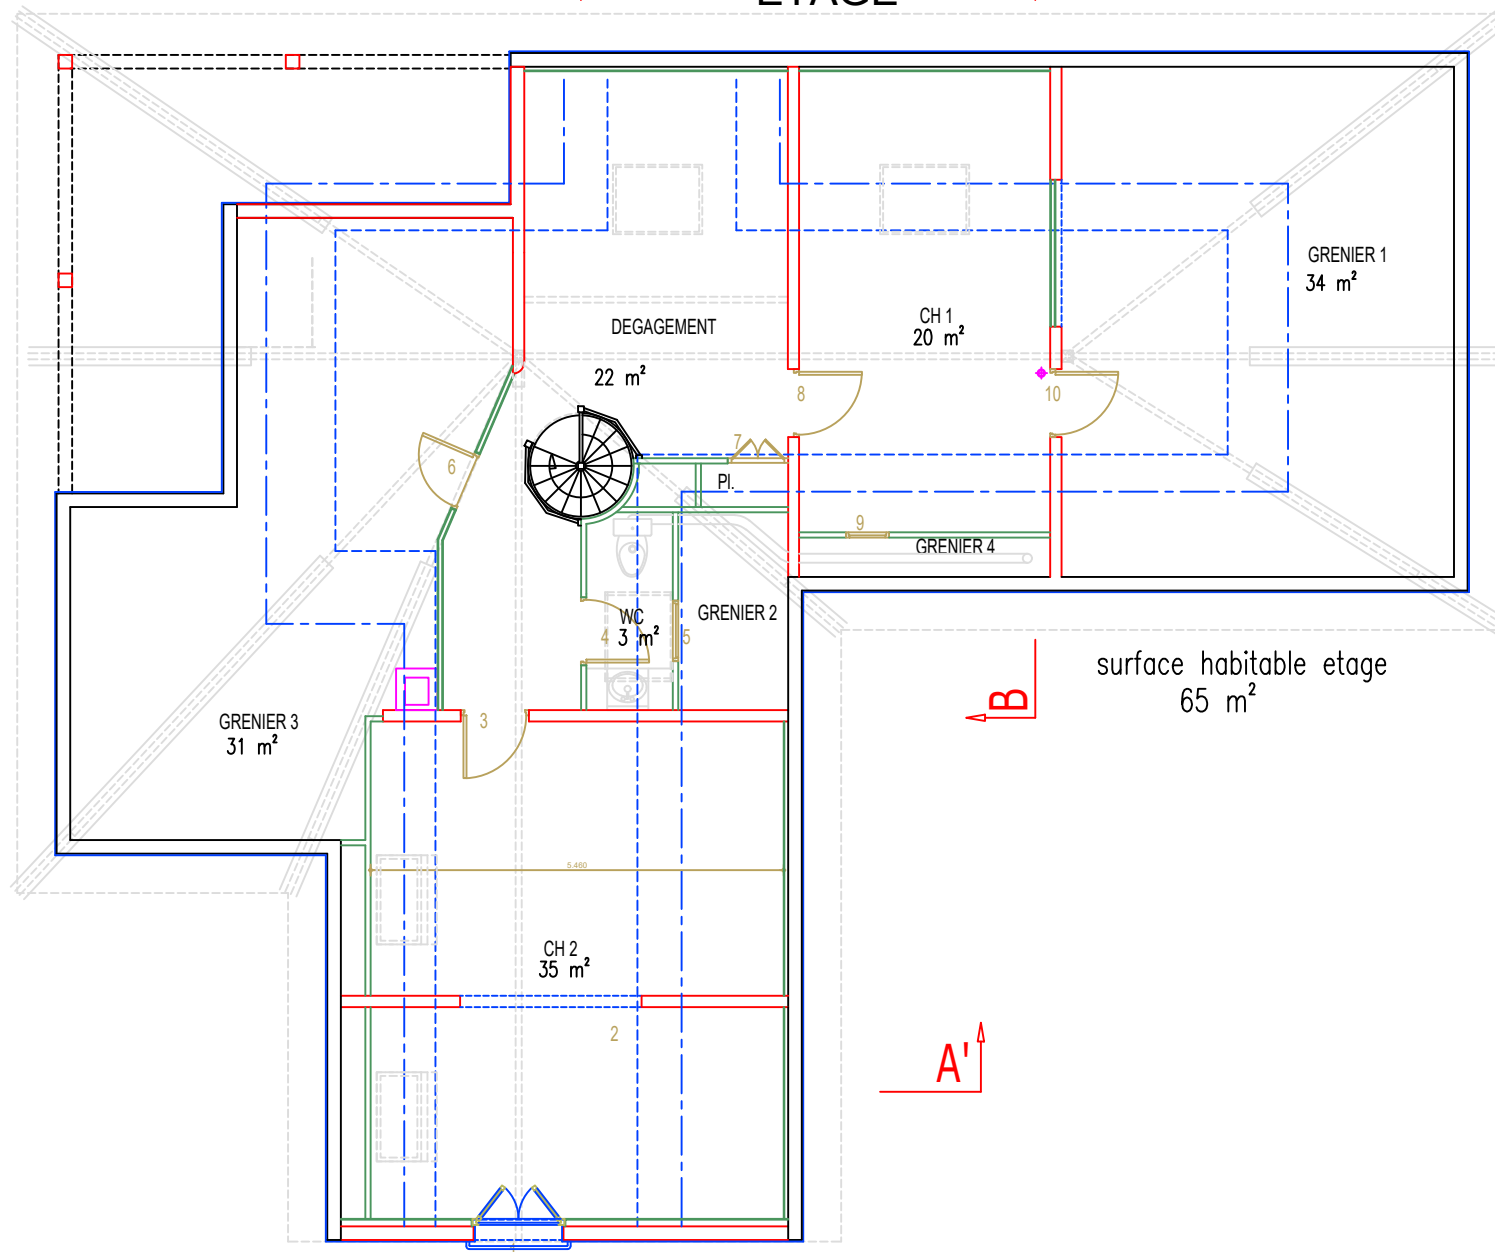 ETAGE
GRENIER 1
34 m²
DEGAGEMENT
22 m²
CH 1
20 m²
8
10
7
6
Pl.
9
GRENIER 4
WC
3 m²
4
5
GRENIER 2
surface habitable etage
65 m²
B
GRENIER 3
31 m²
3
5.460
CH 2
35 m²
2
A'